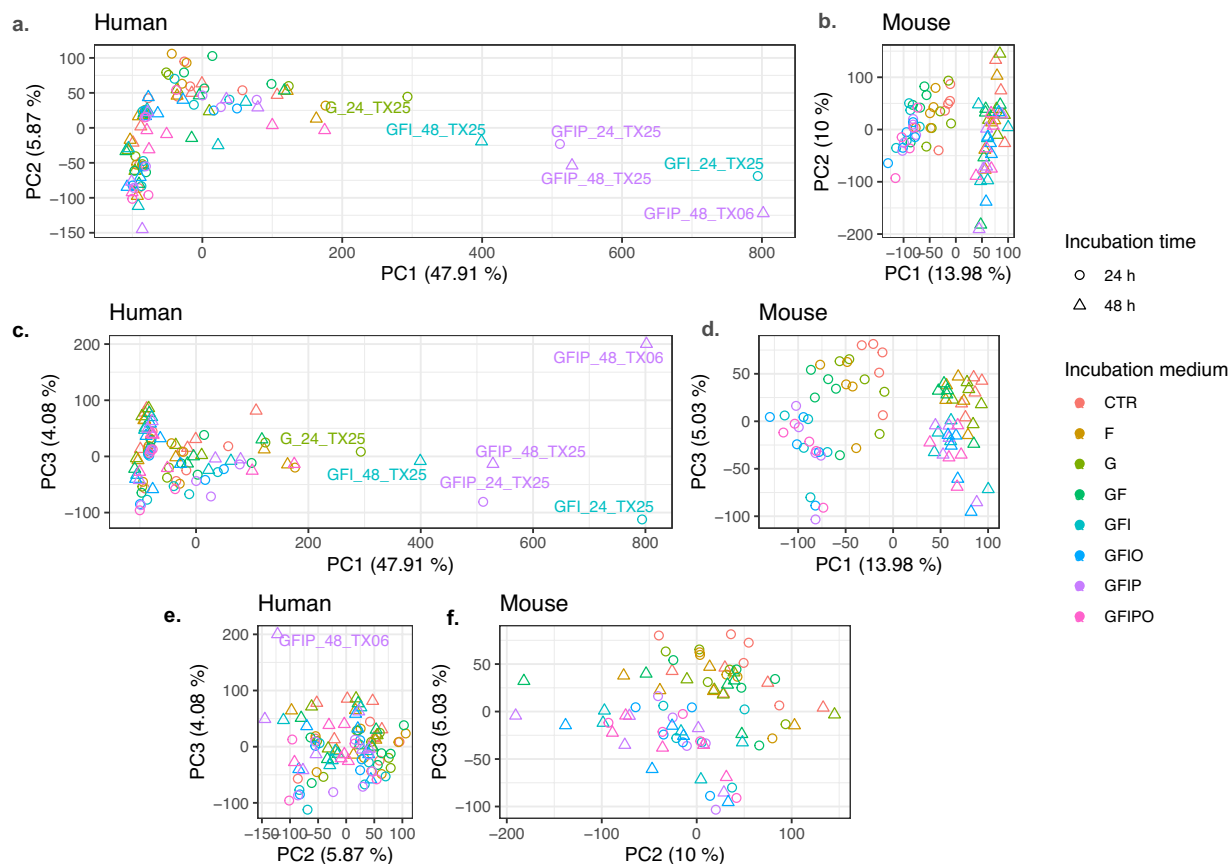 a.
Human
PC2 (5.87 %)
100
50
0
−50
−100
−150
G_24_TX25
GFI_48_TX25
GFIP_24_TX25
GFIP_48_TX25
GFI_24_TX25
GFIP_48_TX06
0
200
400
600
800
PC1 (47.91 %)
b.
Mouse
PC2 (10 %)
100
0
−100
−200
−100
−50
0
50
100
PC1 (13.98 %)
Incubation time
24 h
48 h
Incubation medium
CTR
F
G
GF
GFI
GFIO
GFIP
GFIPO
c.
Human
PC3 (4.08 %)
200
100
0
−100
GFIP_48_TX06
G_24_TX25
GFI_48_TX25
GFIP_48_TX25
GFIP_24_TX25
GFI_24_TX25
0
200
400
600
800
PC1 (47.91 %)
d.
Mouse
PC3 (5.03 %)
50
0
−50
−100
−100
−50
0
50
100
PC1 (13.98 %)
e.
Human
PC3 (4.08 %)
200
100
0
−100
GFIP_48_TX06
−150
−100
−50
0
50
100
PC2 (5.87 %)
f.
Mouse
PC3 (5.03 %)
50
0
−50
−100
−200
−100
0
100
PC2 (10 %)